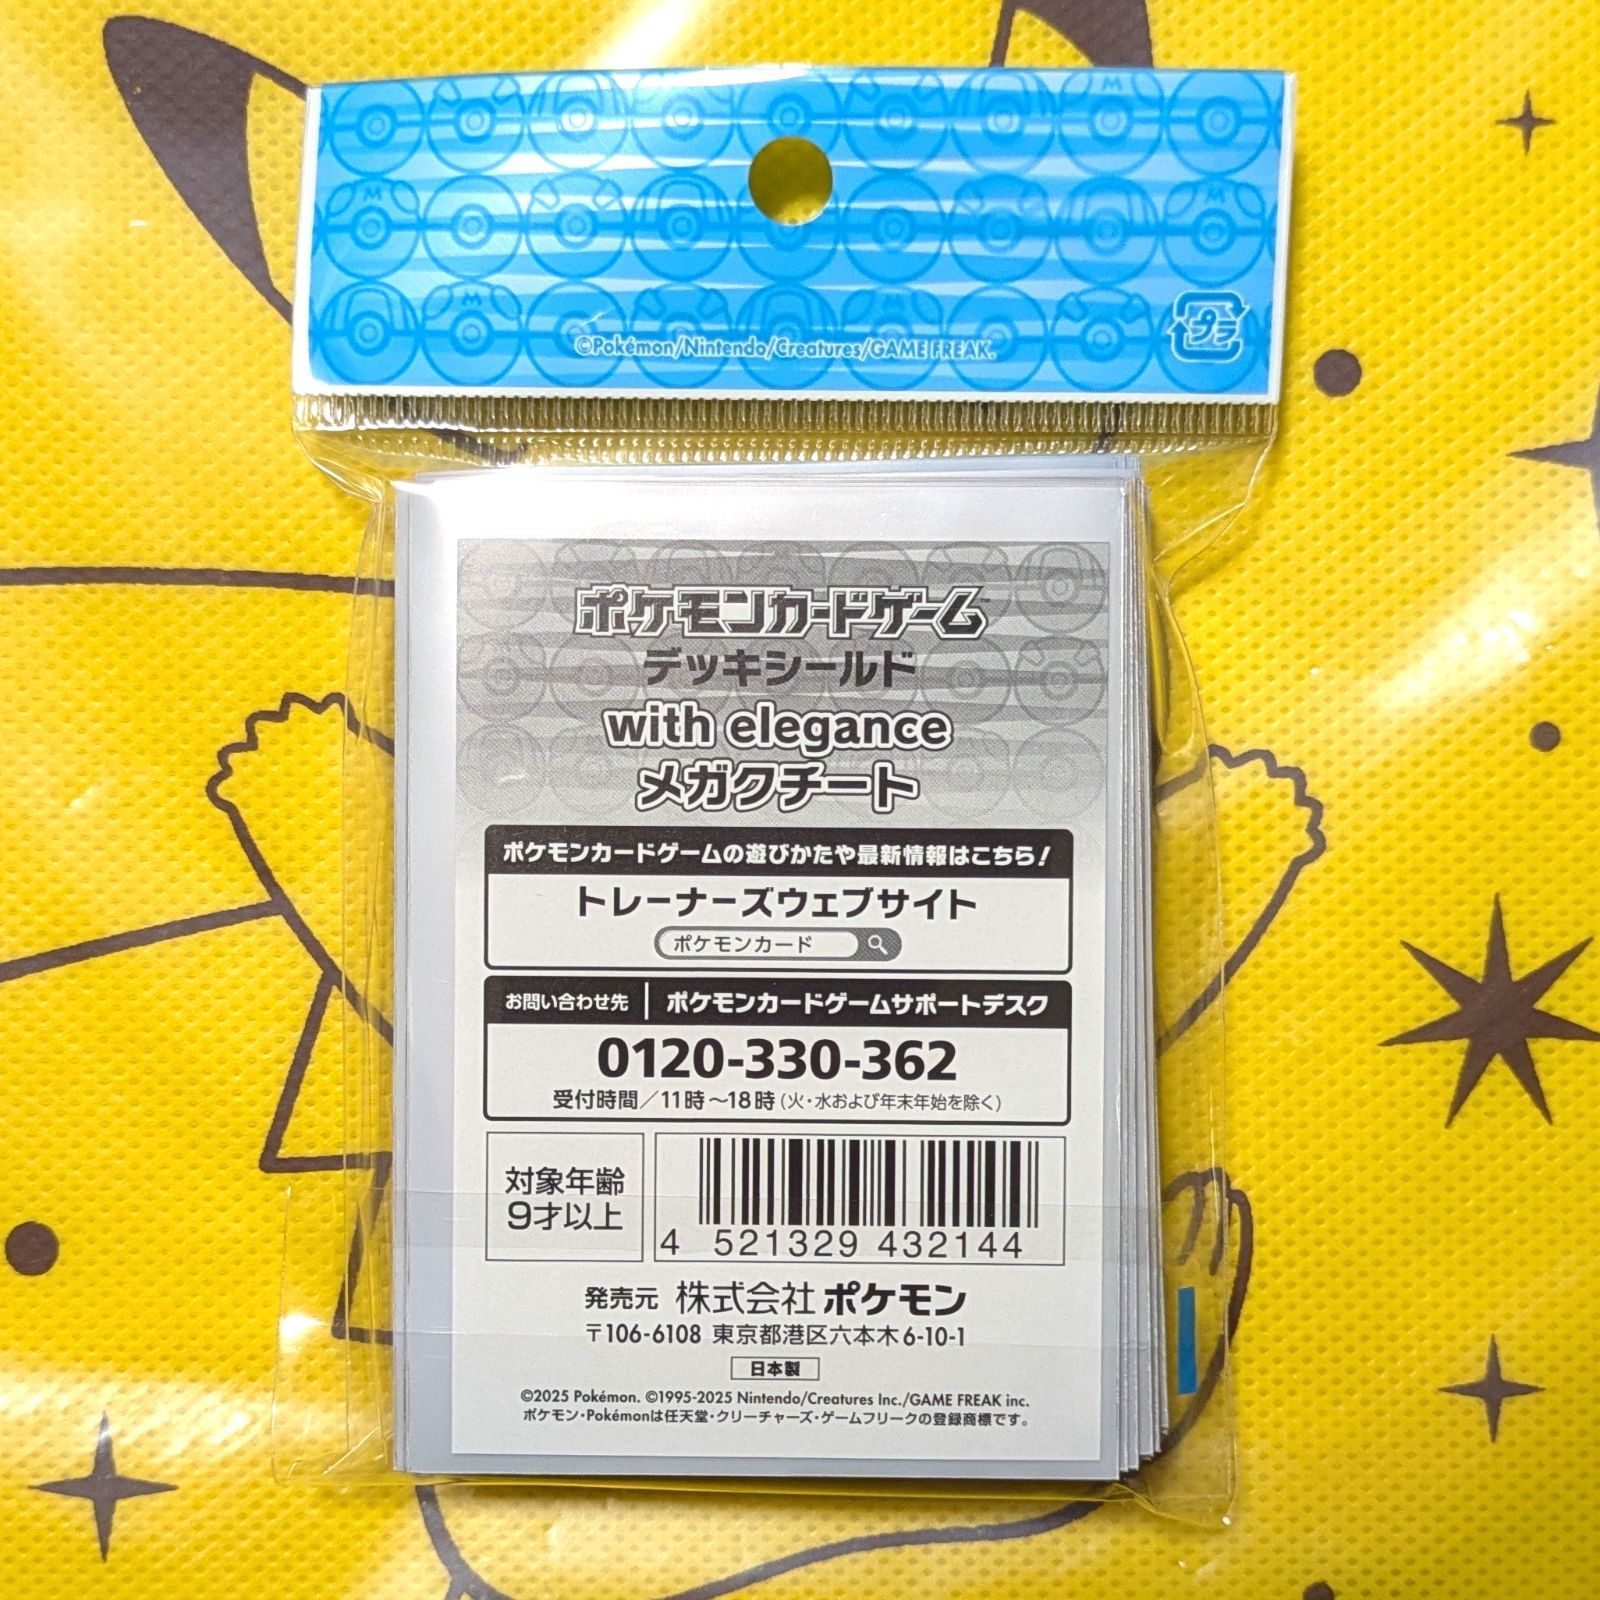 ©Pokémon/Nintendo/Creatures/GAME FREAK.
プラ
ポケモンカードゲーム™
デッキシールド
with elegance
メガクチート
ポケモンカードゲームの遊びかたや最新情報はこちら!
トレーナーズウェブサイト
ポケモンカード
お問い合わせ先 ポケモンカードゲームサポートデスク
0120-330-362
受付時間/11時~18時(火・水および年末年始を除く)
対象年齢
9才以上
4 521329 432144
発売元 株式会社ポケモン
〒106-6108 東京都港区六本木6-10-1
日本製
©2025 Pokémon. ©1995-2025 Nintendo/Creatures Inc./GAME FREAK inc.
ポケモン・Pokémonは任天堂・クリーチャーズ・ゲームフリークの登録商標です。